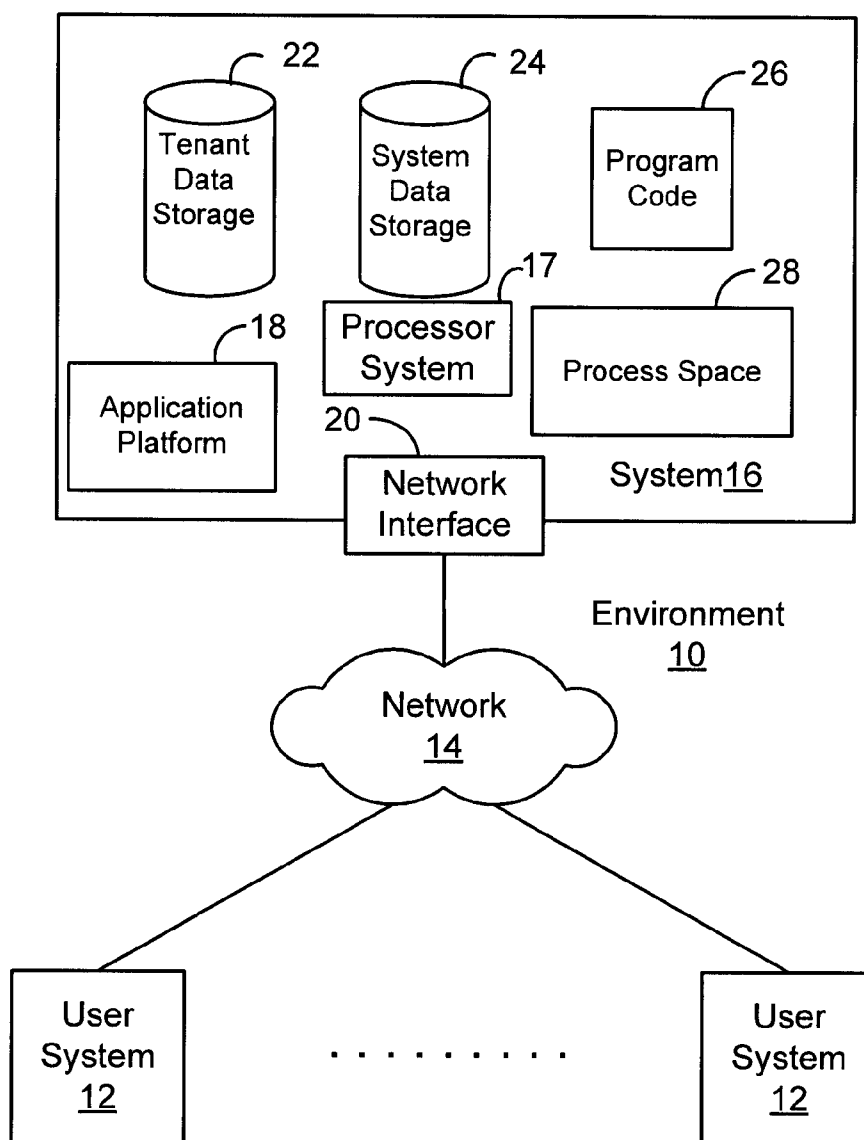 22
24
26
Tenant
Data
Storage
System
Data
Storage
Program
Code
17
28
18
Processor
System
Process Space
Application
Platform
20
Network
Interface
System16
Environment
10
Network
14
User
System
12
. . . . . . . . .
User
System
12